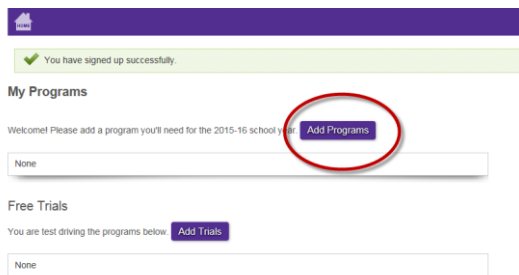 HOME
You have signed up successfully.
My Programs
Welcome! Please add a program you'll need for the 2015-16 school year. Add Programs
None
Free Trials
You are test driving the programs below. Add Trials
None